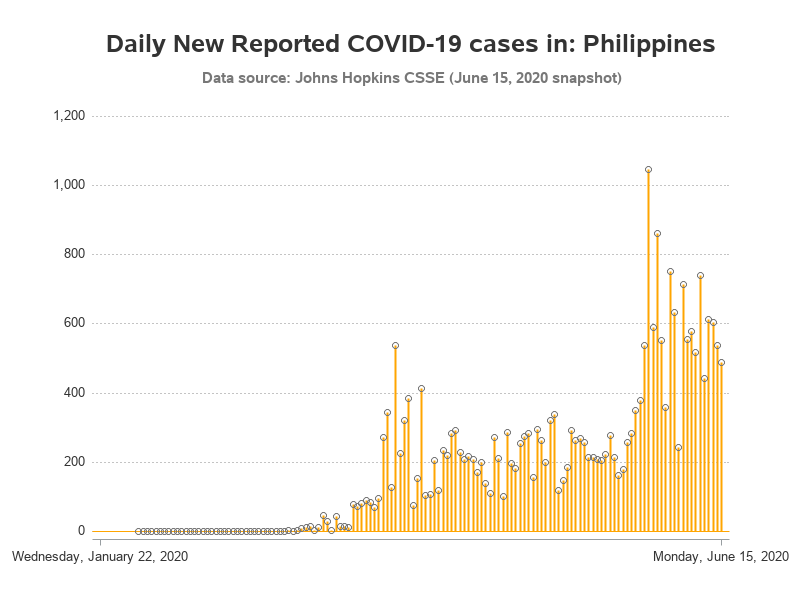 Daily New Reported COVID-19 cases in: Philippines
Data source: Johns Hopkins CSSE (June 15, 2020 snapshot)
1,200
1,000
800
600
400
200
0
Wednesday, January 22, 2020
Monday, June 15, 2020